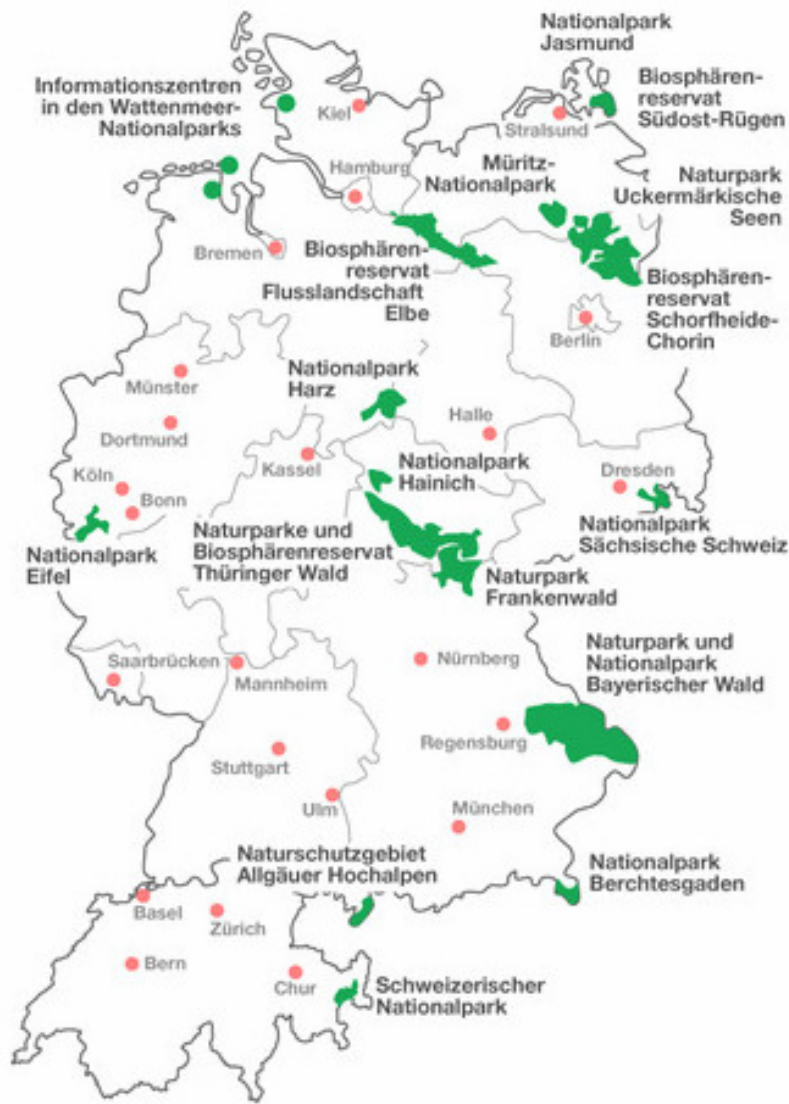 Nationalpark
Jasmund
Informationszentren
in den Wattenmeer-
Nationalparks
Biosphären-
reservat
Südost-Rügen
Kiel
Stralsund
Hamburg
Müritz-
Nationalpark
Naturpark
Uckermärkische
Seen
Bremen
Biosphären-
reservat
Flusslandschaft
Elbe
Biosphären-
reservat
Schorfheide-
Chorin
Berlin
Münster
Nationalpark
Harz
Dortmund
Halle
Köln
Kassel
Nationalpark
Hainich
Dresden
Bonn
Nationalpark
Eifel
Naturparke und
Biosphärenreservat
Thüringer Wald
Nationalpark
Sächsische Schweiz
Naturpark
Frankenwald
Saarbrücken
Mannheim
Nürnberg
Naturpark und
Nationalpark
Bayerischer Wald
Regensburg
Stuttgart
Ulm
München
Naturschutzgebiet
Allgäuer Hochalpen
Nationalpark
Berchtesgaden
Basel
Zürich
Bern
Chur
Schweizerischer
Nationalpark